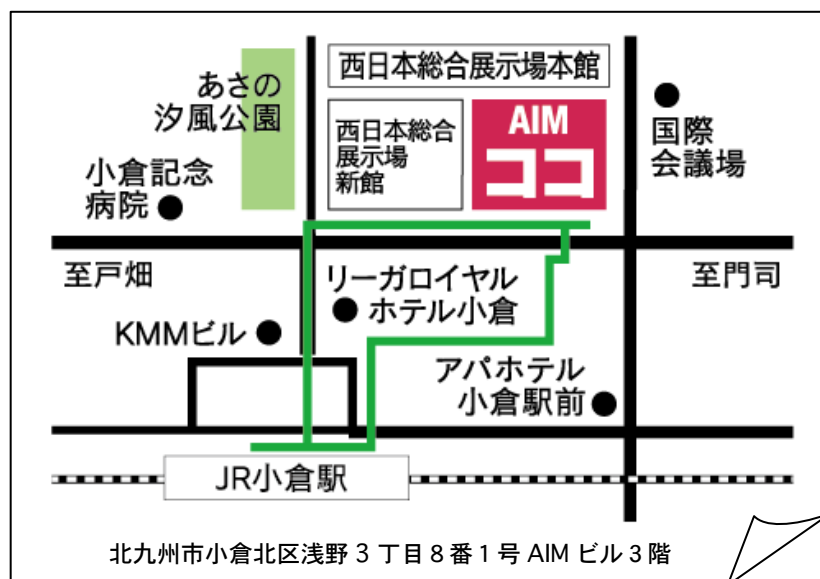 西日本総合展示場本館
あさの
汐風公園
西日本総合
展示場
新館
AIM
ココ
国際
会議場
小倉記念
病院
至戸畑
リーガロイヤル
ホテル小倉
至門司
KMMビル
アパホテル
小倉駅前
JR小倉駅
北九州市小倉北区浅野3丁目8番1号 AIMビル3階